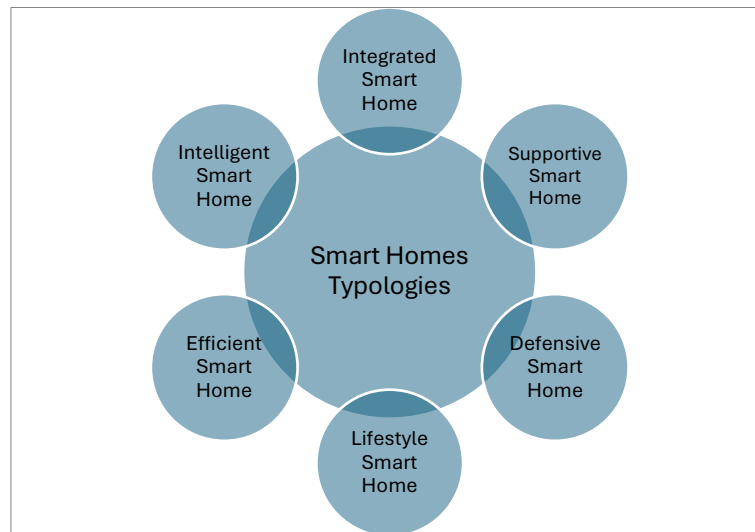 Integrated
Smart
Home
Intelligent
Smart
Home
Supportive
Smart
Home
Smart Homes
Typologies
Efficient
Smart
Home
Defensive
Smart
Home
Lifestyle
Smart
Home